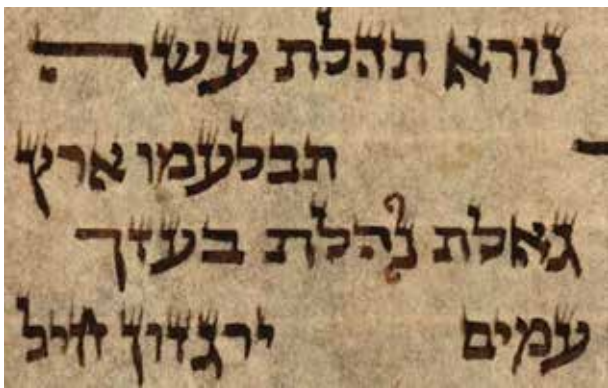 נורא תהלת עשה
תבלעמו ארץ
גאלת נהלת בעזך
עמים ירגזון חיל